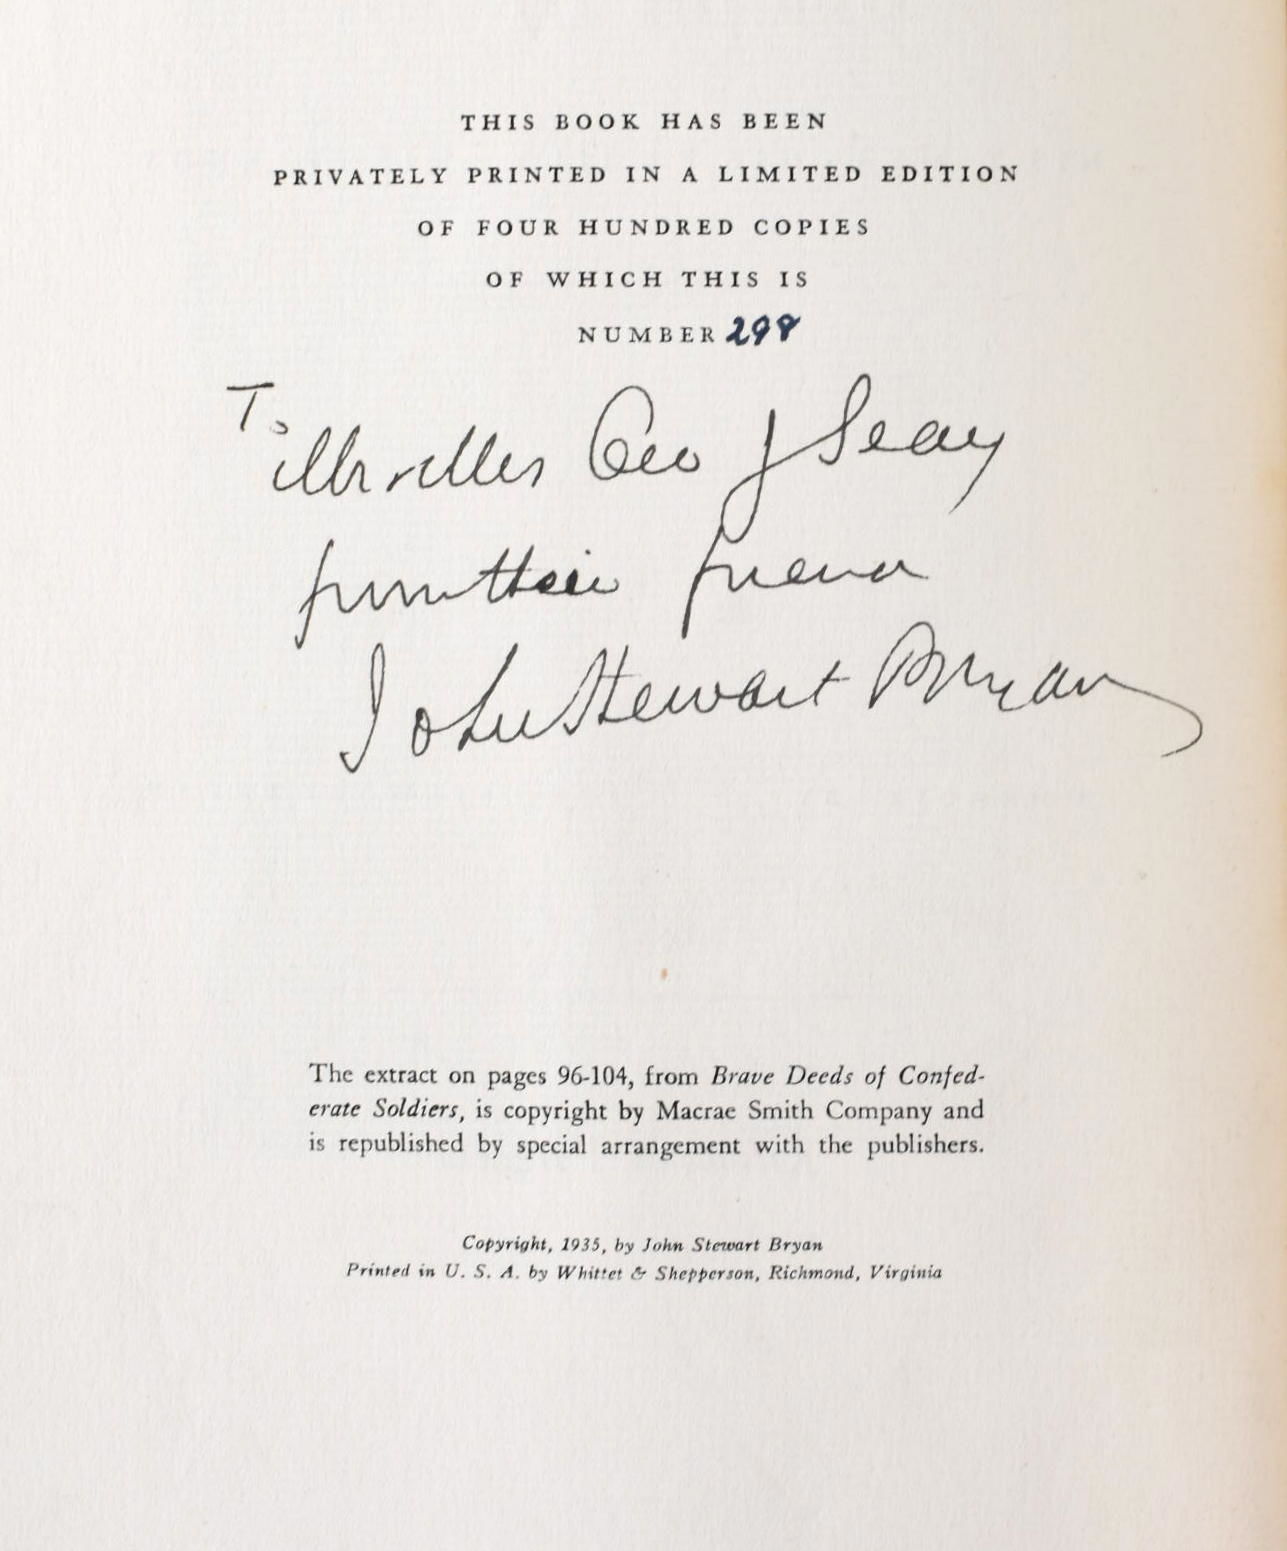 THIS BOOK HAS BEEN
PRIVATELY PRINTED IN A LIMITED EDITION
OF FOUR HUNDRED COPIES
OF WHICH THIS IS
NUMBER 298
To
Mr & Mrs Geo J Seay
from their friend
John Stewart Bryan
The extract on pages 96-104, from Brave Deeds of Confed-
erate Soldiers, is copyright by Macrae Smith Company and
is republished by special arrangement with the publishers.
Copyright, 1935, by John Stewart Bryan
Printed in U. S. A. by Whittet & Shepperson, Richmond, Virginia